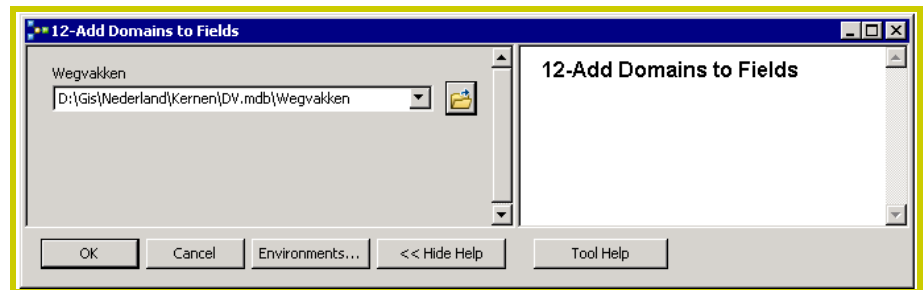 12-Add Domains to Fields
Wegvakken
D:\Gis\Nederland\Kernen\DV.mdb\Wegvakken
12-Add Domains to Fields
OK
Cancel
Environments...
<< Hide Help
Tool Help